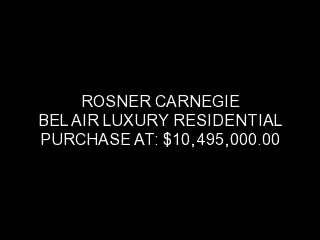 ROSNER CARNEGIE
BEL AIR LUXURY RESIDENTIAL
PURCHASE AT: $10,495,000.00